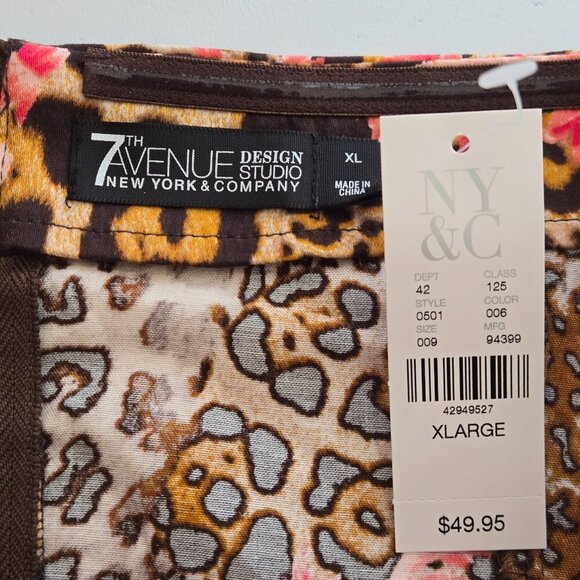 7TH
AVENUE DESIGN STUDIO
NEW YORK & COMPANY
XL
MADE IN
CHINA
NY
&C
DEPT CLASS
42 125
STYLE COLOR
0501 006
SIZE MFG
009 94399
42949527
XLARGE
$49.95